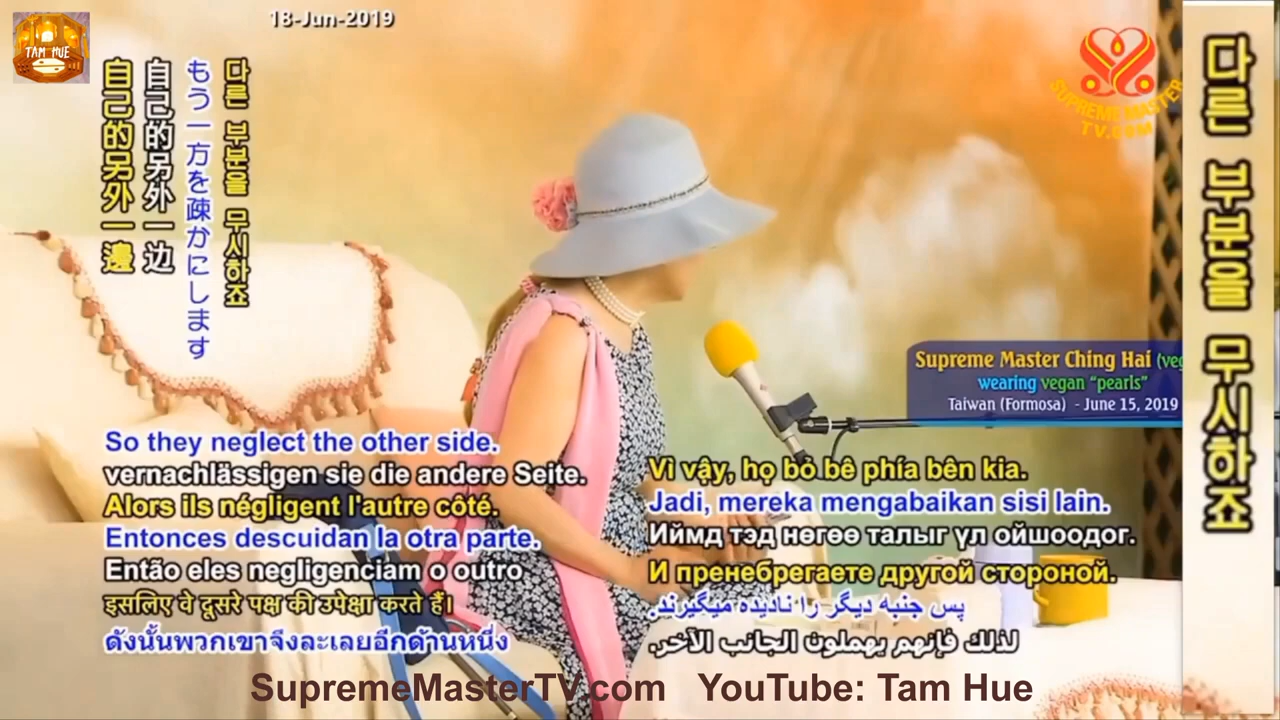 18-Jun-2019
TAM HUE
自己的另外一邊
自己的另外一边
もう一方を疎かにします
다른 부분을 무시하죠
SUPREME MASTER
TV.COM
다른 부분을 무시하죠
Supreme Master Ching Hai (veg
wearing vegan “pearls”
Taiwan (Formosa) - June 15, 2019
So they neglect the other side.
vernachlässigen sie die andere Seite.
Alors ils négligent l'autre côté.
Entonces descuidan la otra parte.
Então eles negligenciam o outro
इसलिए वे दूसरे पक्ष की उपेक्षा करते हैं।
ดังนั้นพวกเขาจึงละเลยอีกด้านหนึ่ง
Vì vậy, họ bỏ bê phía bên kia.
Jadi, mereka mengabaikan sisi lain.
Иймд тэд нөгөө талыг үл ойшоодог.
И пренебрегаете другой стороной.
پس جنبه دیگر را نادیده میگیرند.
لذلك فإنهم يهملون الجانب الآخر.
SupremeMasterTV.com YouTube: Tam Hue